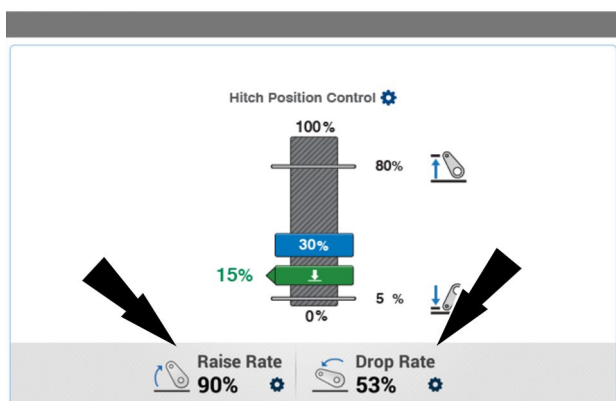 Hitch Position Control
100%
80%
30%
15%
5 %
0%
Raise Rate
90%
Drop Rate
53%